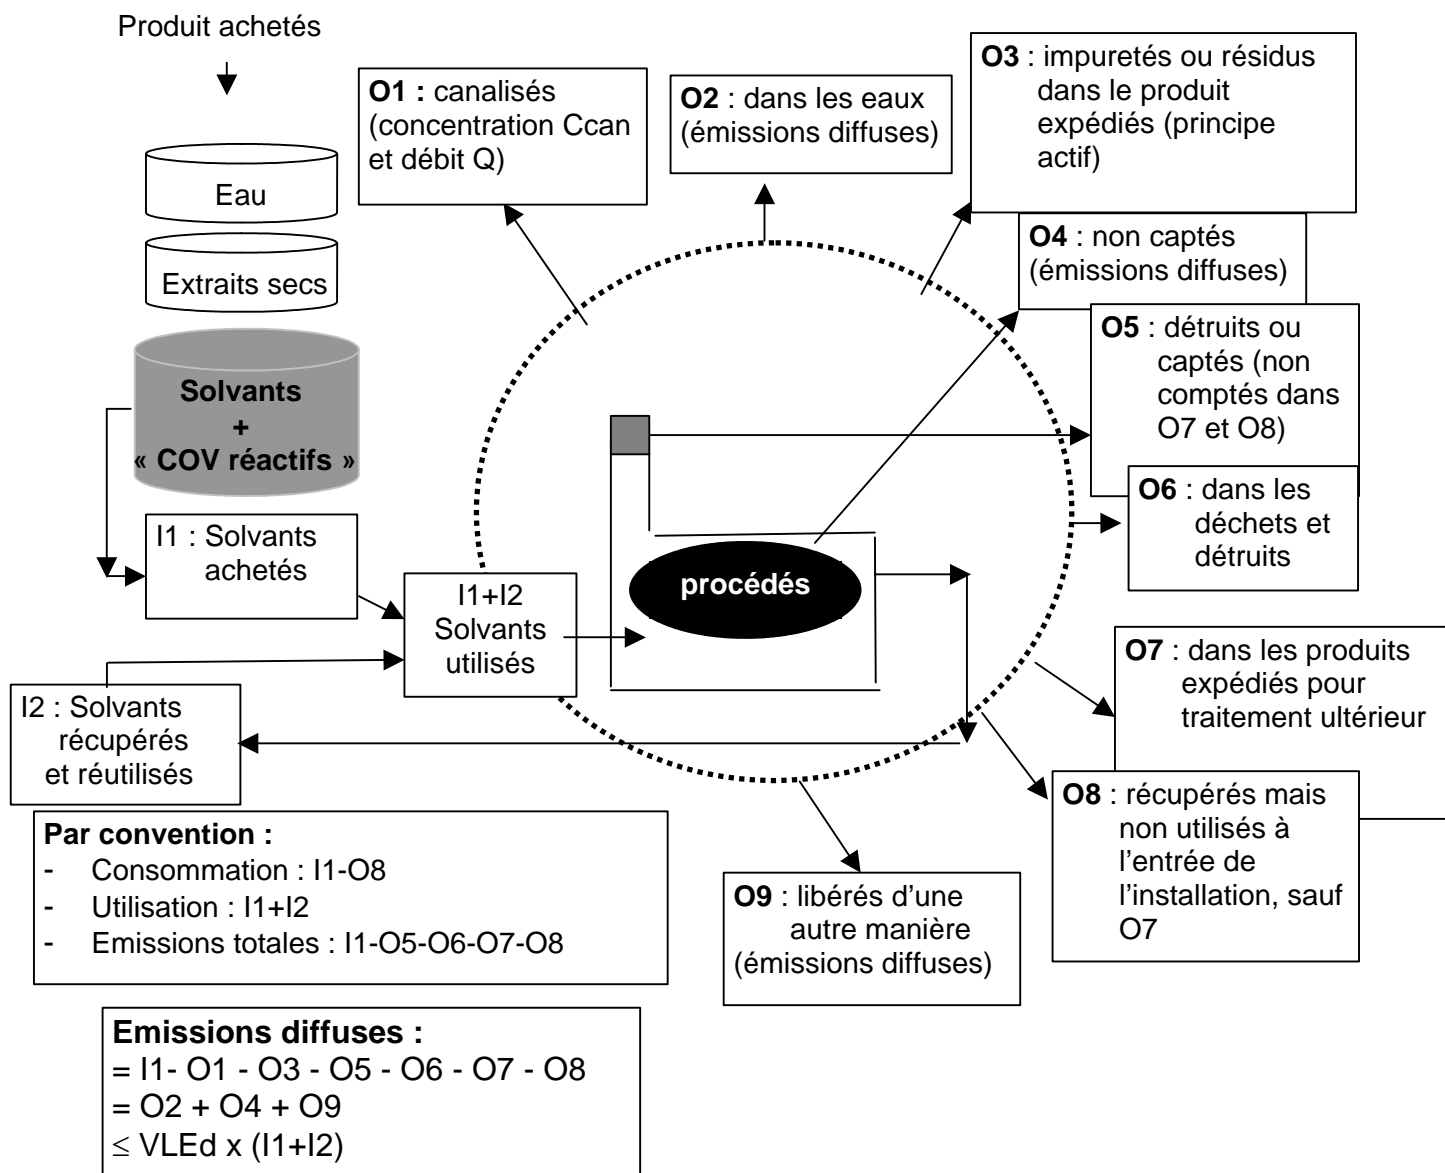 Produit achetés
Eau
Extraits secs
Solvants
+
« COV réactifs »
I1 : Solvants
achetés
I2 : Solvants
récupérés
et réutilisés
I1+I2
Solvants
utilisés
procédés
O1 : canalisés
(concentration Ccan
et débit Q)
O2 : dans les eaux
(émissions diffuses)
O3 : impuretés ou résidus
dans le produit
expédiés (principe
actif)
O4 : non captés
(émissions diffuses)
O5 : détruits ou
captés (non
comptés dans
O7 et O8)
O6 : dans les
déchets et
détruits
O7 : dans les produits
expédiés pour
traitement ultérieur
O8 : récupérés mais
non utilisés à
l’entrée de
l’installation, sauf
O7
O9 : libérés d’une
autre manière
(émissions diffuses)
Par convention :
- Consommation : I1-O8
- Utilisation : I1+I2
- Emissions totales : I1-O5-O6-O7-O8
Emissions diffuses :
= I1- O1 - O3 - O5 - O6 - O7 - O8
= O2 + O4 + O9
≤ VLEd x (I1+I2)